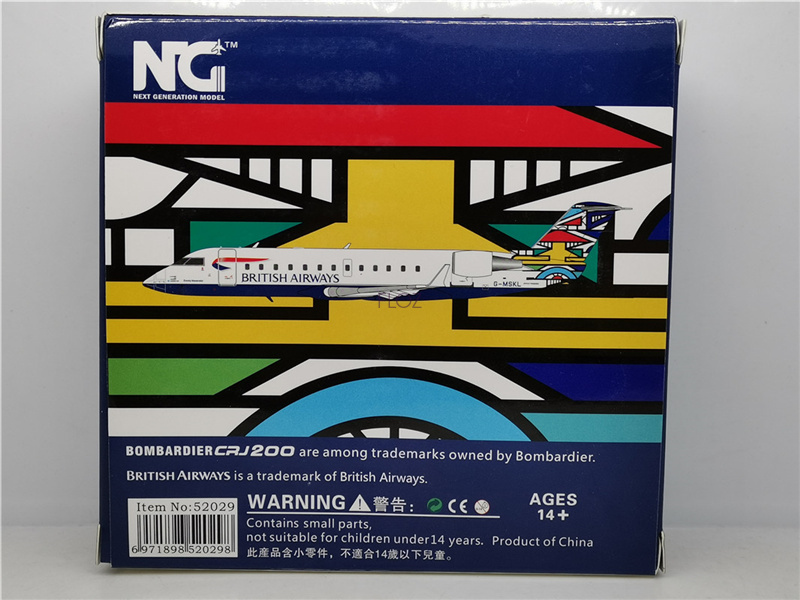 NG™
NEXT GENERATION MODEL
BRITISH AIRWAYS
G-MSKL
BOMBARDIER CRJ200 are among trademarks owned by Bombardier.
BRITISH AIRWAYS is a trademark of British Airways.
Item No:52029
6 971898 520298
WARNING 警告:
CE
Contains small parts,
not suitable for children under14 years. Product of China
此産品含小零件，不適合14歲以下兒童。
AGES
14+